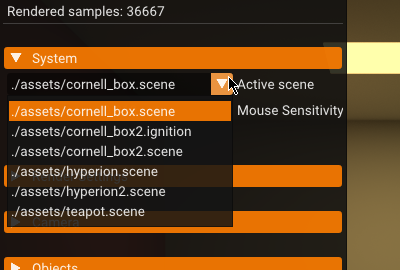 Rendered samples: 36667
System
./assets/cornell_box.scene Active scene
./assets/cornell_box.scene Mouse Sensitivity
./assets/cornell_box2.ignition
./assets/cornell_box2.scene
./assets/hyperion.scene
./assets/hyperion2.scene
./assets/teapot.scene
Camera
Objects